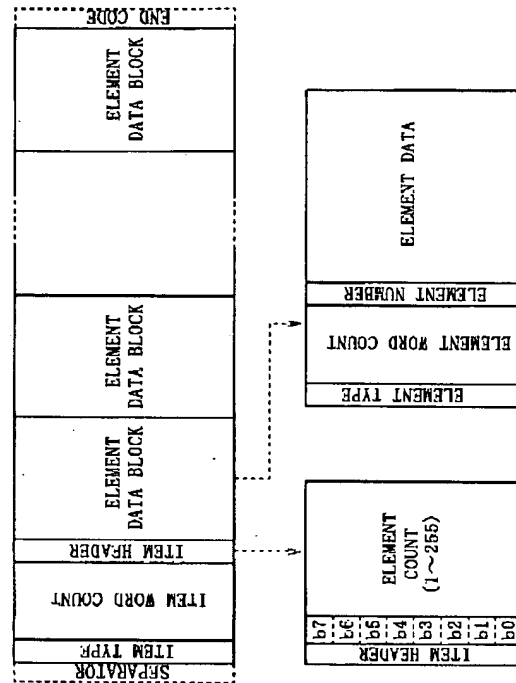 SEPARATOR
ITEM TYPE
ITEM WORD COUNT
ITEM HEADER
ELEMENT
DATA BLOCK
ELEMENT
DATA BLOCK
ELEMENT
DATA BLOCK
END CODE
ITEM HEADER
b7
b6
b5
b4
b3
b2
b1
b0
ELEMENT
COUNT
(1~255)
ELEMENT TYPE
ELEMENT WORD COUNT
ELEMENT NUMBER
ELEMENT DATA